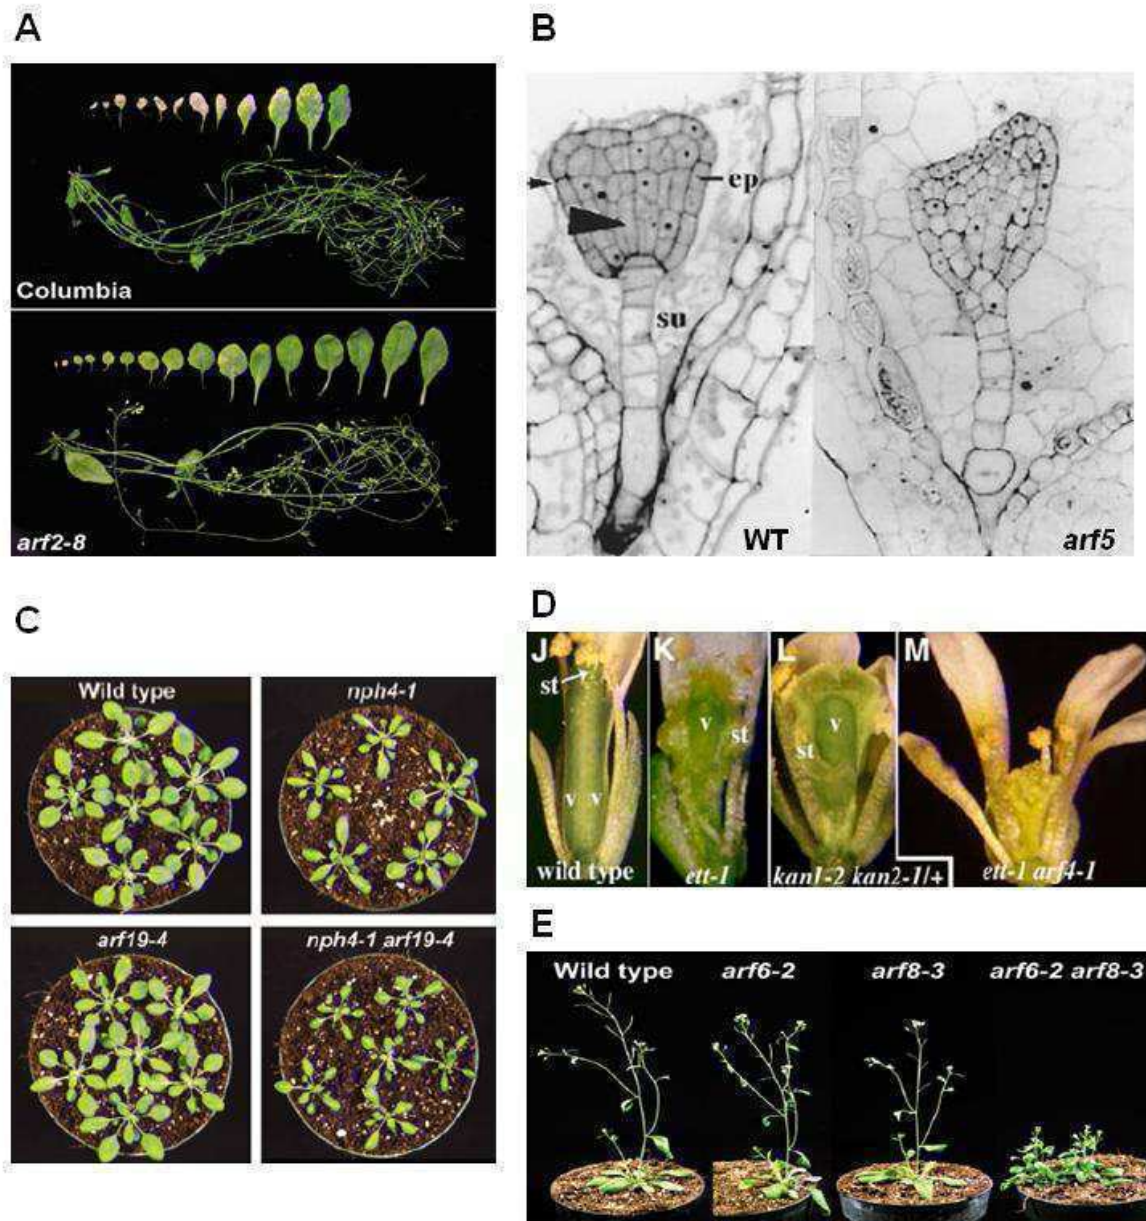 A
B
Columbia
arf2-8
ep
su
WT
arf5
C
D
Wild type
nph4-1
arf19-4
nph4-1 arf19-4
J
K
L
M
st
v
v
v
st
v
st
wild type
ett-1
kan1-2 kan2-1/+
ett-1 arf4-1
E
Wild type
arf6-2
arf8-3
arf6-2 arf8-3